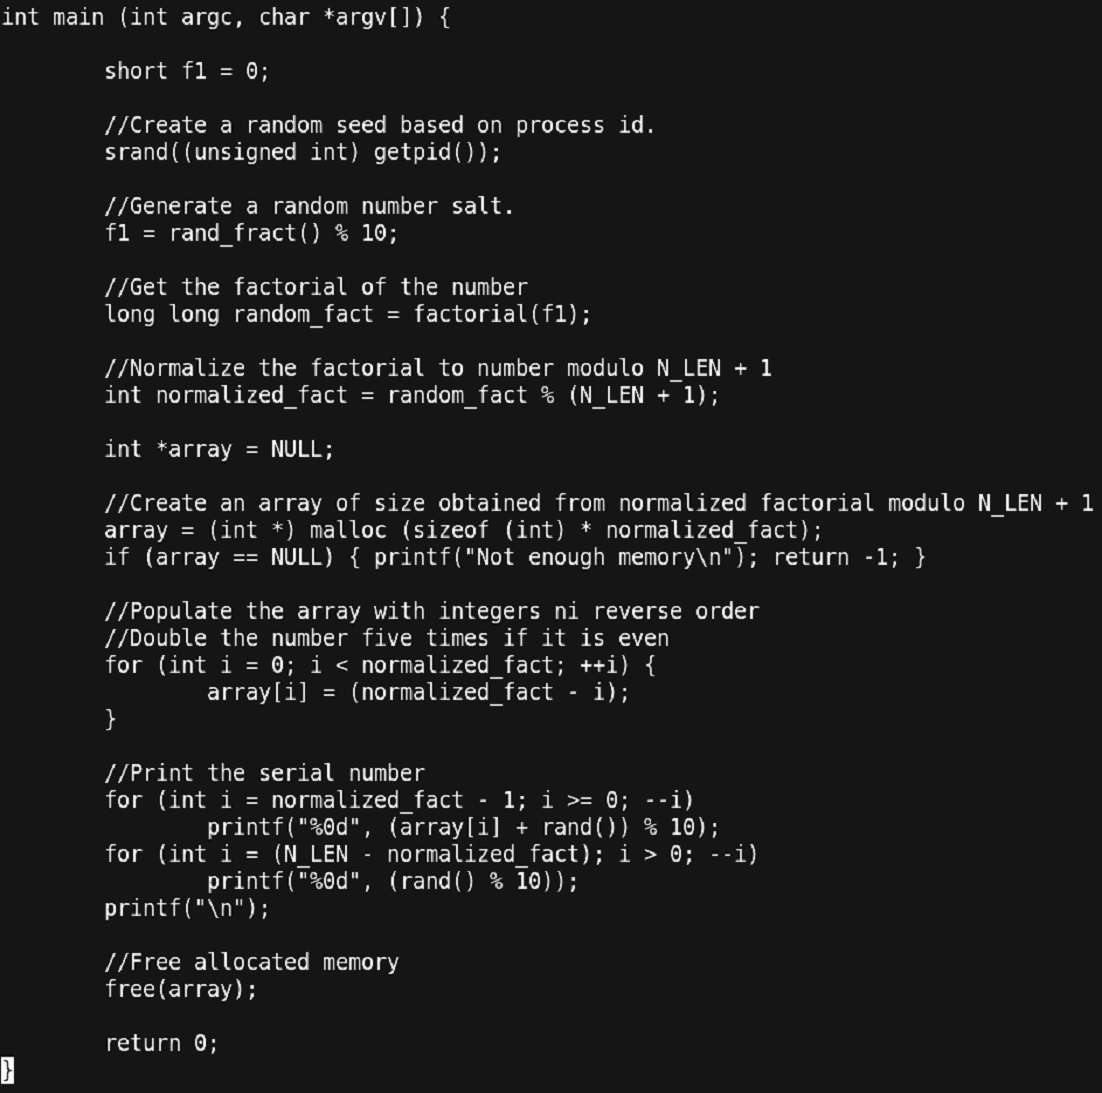 int main (int argc, char *argv[]) {
short f1 = 0;
//Create a random seed based on process id.
srand((unsigned int) getpid());
//Generate a random number salt.
f1 = rand_fract() % 10;
//Get the factorial of the number
long long random_fact = factorial(f1);
//Normalize the factorial to number modulo N_LEN + 1
int normalized_fact = random_fact % (N_LEN + 1);
int *array = NULL;
//Create an array of size obtained from normalized factorial modulo N_LEN + 1
array = (int *) malloc (sizeof (int) * normalized_fact);
if (array == NULL) { printf("Not enough memory\n"); return -1; }
//Populate the array with integers ni reverse order
//Double the number five times if it is even
for (int i = 0; i < normalized_fact; ++i) {
array[i] = (normalized_fact - i);
}
//Print the serial number
for (int i = normalized_fact - 1; i >= 0; --i)
printf("%0d", (array[i] + rand()) % 10);
for (int i = (N_LEN - normalized_fact); i > 0; --i)
printf("%0d", (rand() % 10));
printf("\n");
//Free allocated memory
free(array);
return 0;
}